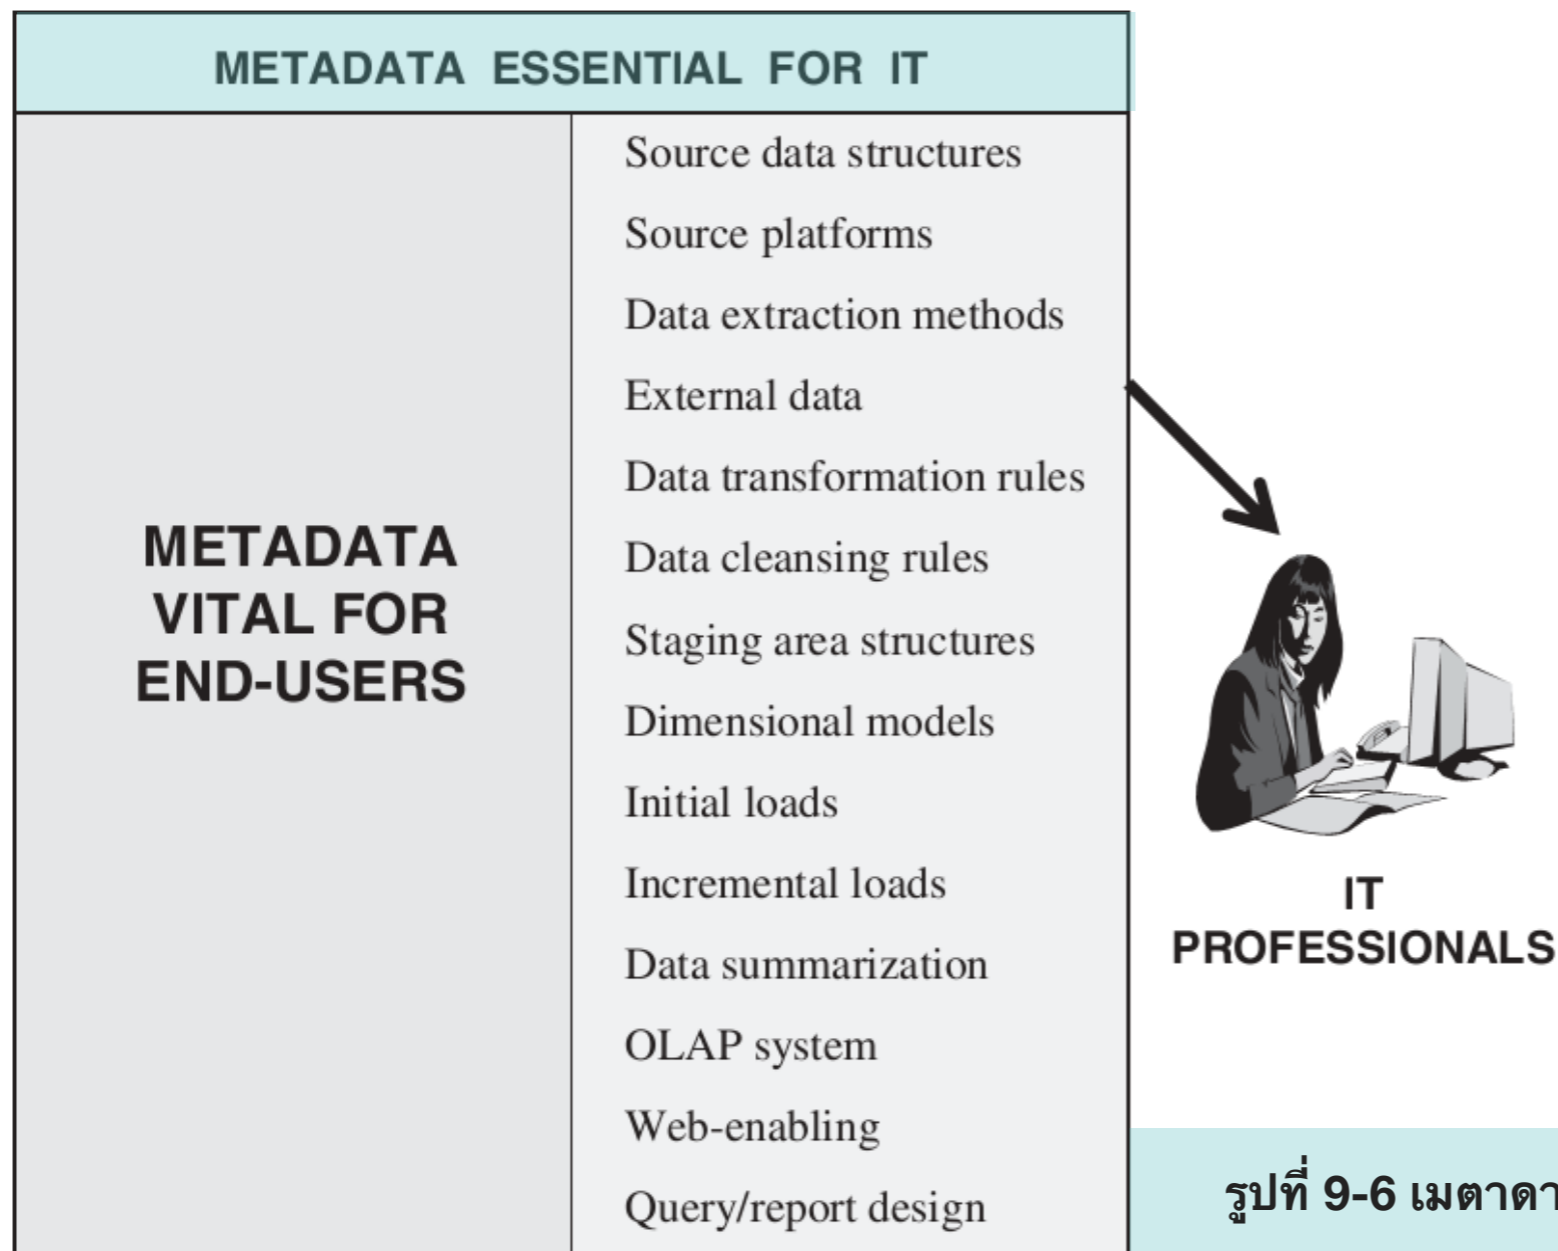 METADATA ESSENTIAL FOR IT
METADATA
VITAL FOR
END-USERS
Source data structures
Source platforms
Data extraction methods
External data
Data transformation rules
Data cleansing rules
Staging area structures
Dimensional models
Initial loads
Incremental loads
Data summarization
OLAP system
Web-enabling
Query/report design
IT
PROFESSIONALS
รูปที่ 9-6 เมตาดา